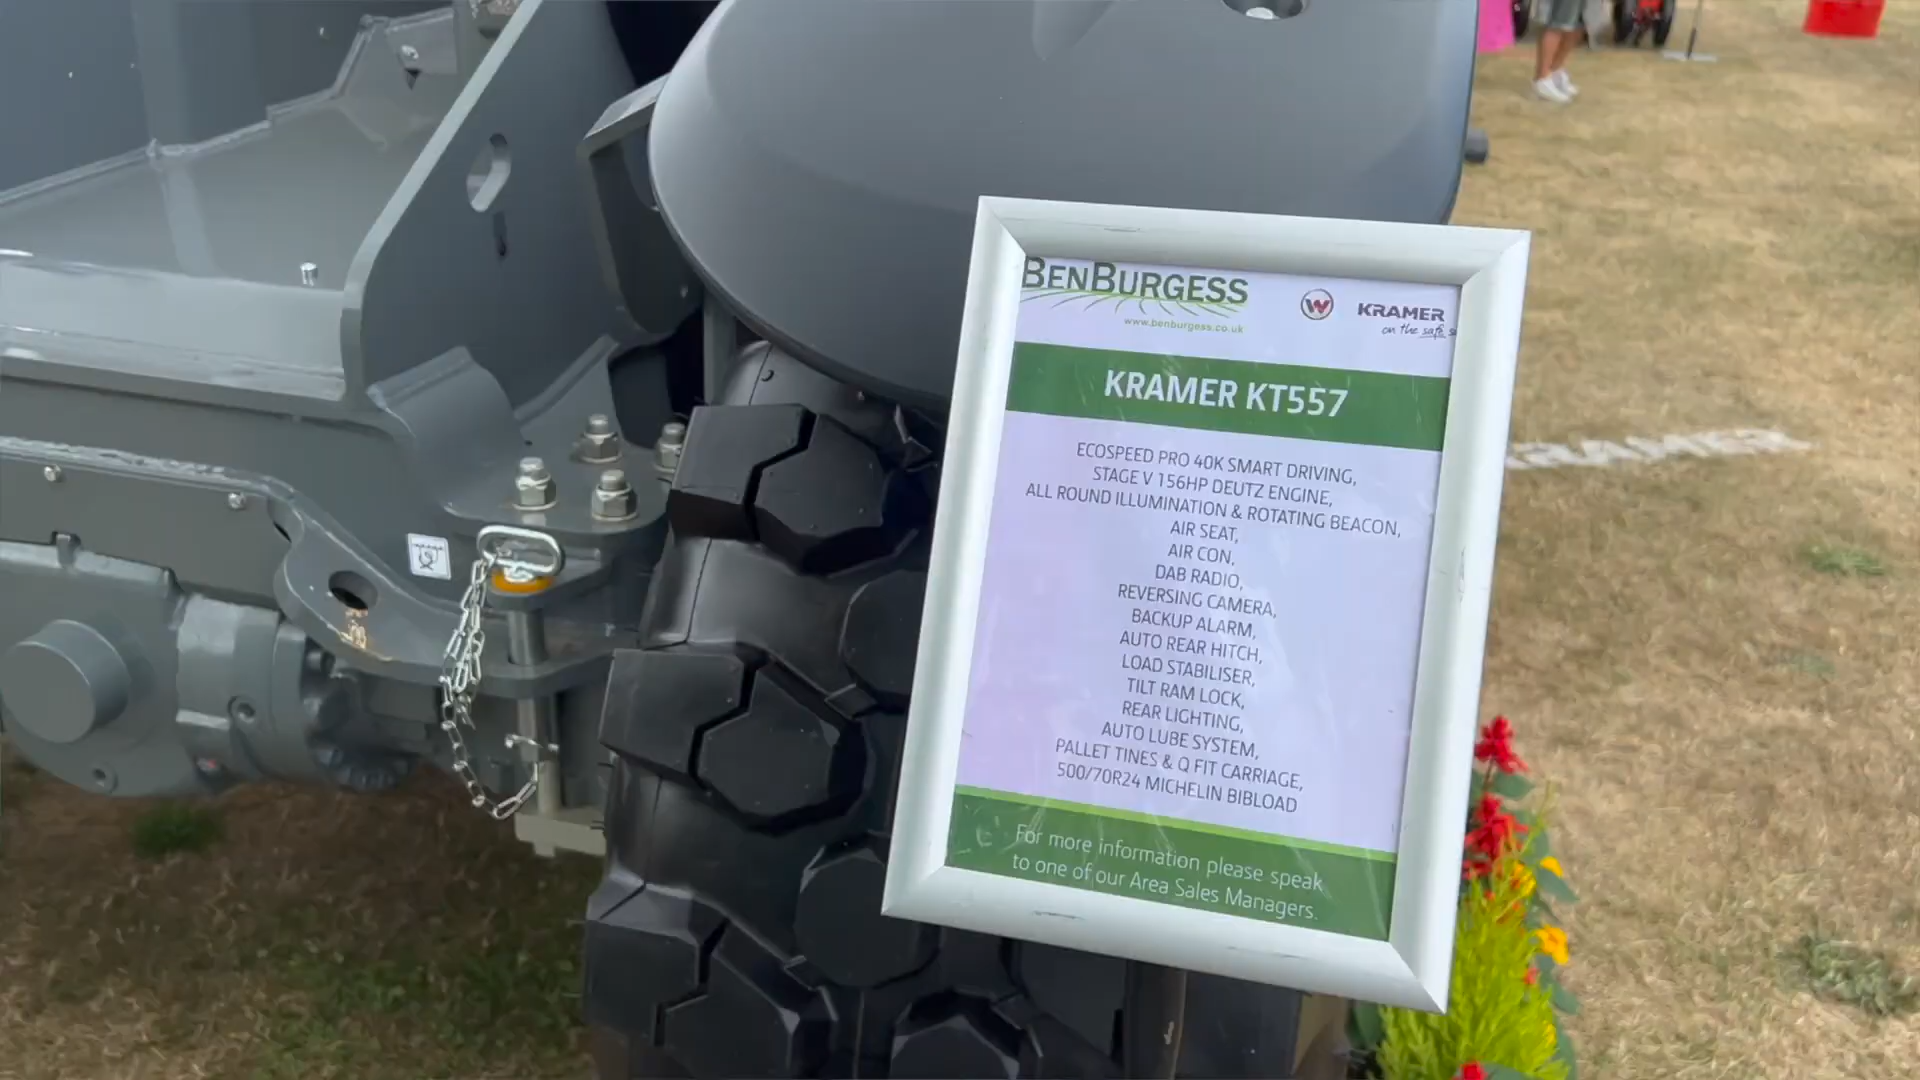 BENBURGESS
www.benburgess.co.uk
W
KRAMER
on the safe s
KRAMER KT557
ECOSPEED PRO 40K SMART DRIVING,
STAGE V 156HP DEUTZ ENGINE,
ALL ROUND ILLUMINATION & ROTATING BEACON,
AIR SEAT,
AIR CON,
DAB RADIO,
REVERSING CAMERA,
BACKUP ALARM,
AUTO REAR HITCH,
LOAD STABILISER,
TILT RAM LOCK,
REAR LIGHTING,
AUTO LUBE SYSTEM,
PALLET TINES & Q FIT CARRIAGE,
500/70R24 MICHELIN BIBLOAD
For more information please speak
to one of our Area Sales Managers.
KRAMER